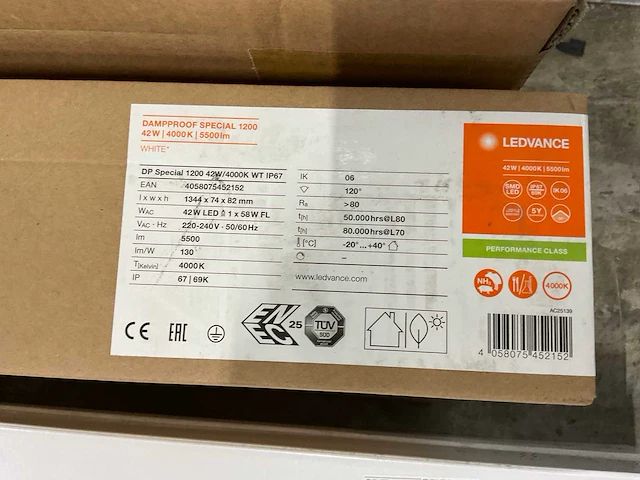 DAMPPROOF SPECIAL 1200
42W | 4000K | 5500lm
WHITE*
DP Special 1200 42W/4000K WT IP67
EAN 4058075452152
l x w x h 1344 x 74 x 82 mm
WAC 42W LED ≙ 1 x 58W FL
VAC · Hz 220-240V · 50/60Hz
lm 5500
lm/W 130
T[Kelvin] 4000K
IP 67 | 69K
IK 06
120°
Ra >80
t[h] 50.000hrs@L80
t[h] 80.000hrs@L70
[°C] -20°...+40°
–
www.ledvance.com
CE EAC
ENEC 25
TÜV
SÜD
LEDVANCE
42W | 4000K | 5500lm
SMD LED
IP67 69K
IK 06
5Y
PERFORMANCE CLASS
NH3
4000K
AC25139
4 058075 452152